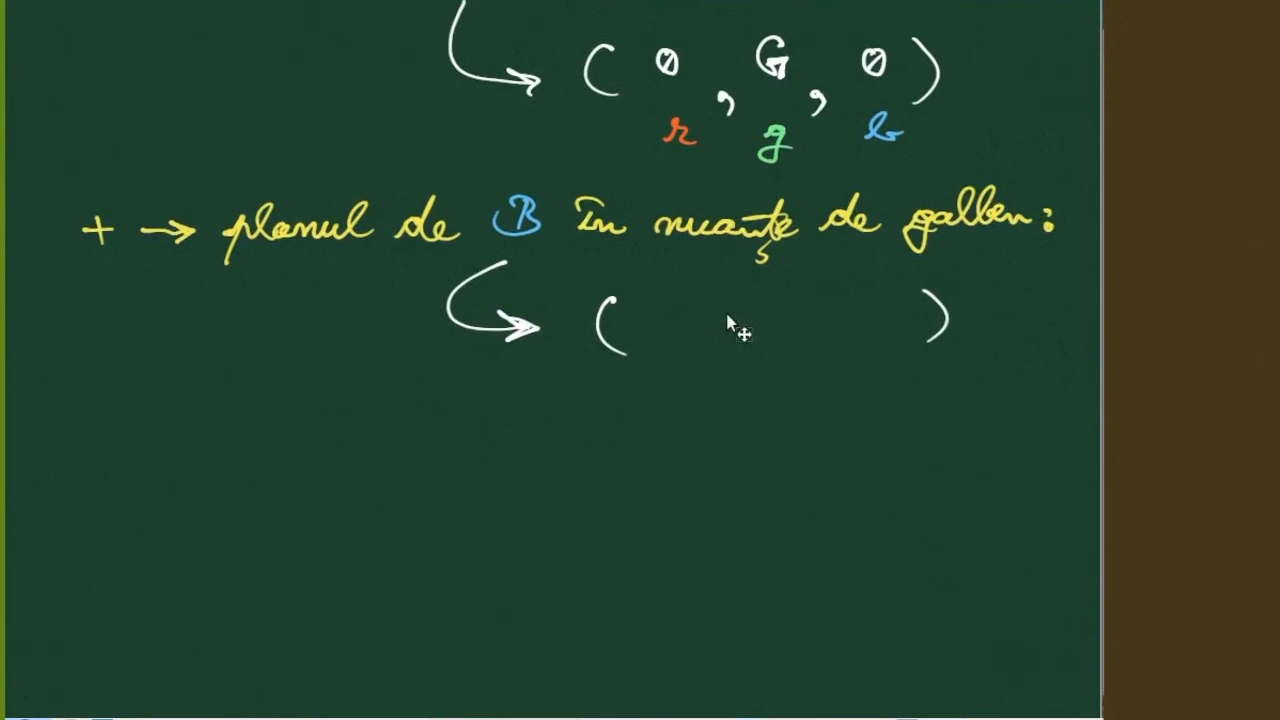 ( 0 , G , 0 )
r g b
+ → planul de B în nuanțe de galben :
( )